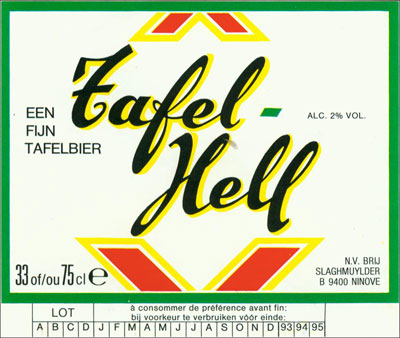 Tafel-
Hell
EEN
FIJN
TAFELBIER
ALC. 2% VOL.
33 of/ou 75 cl ℮
N.V. BRIJ
SLAGHMUYLDER
B 9400 NINOVE
LOT
à consommer de préférence avant fin:
bij voorkeur te verbruiken vóór einde:
A B C D J F M A M J J A S O N D 93 94 95